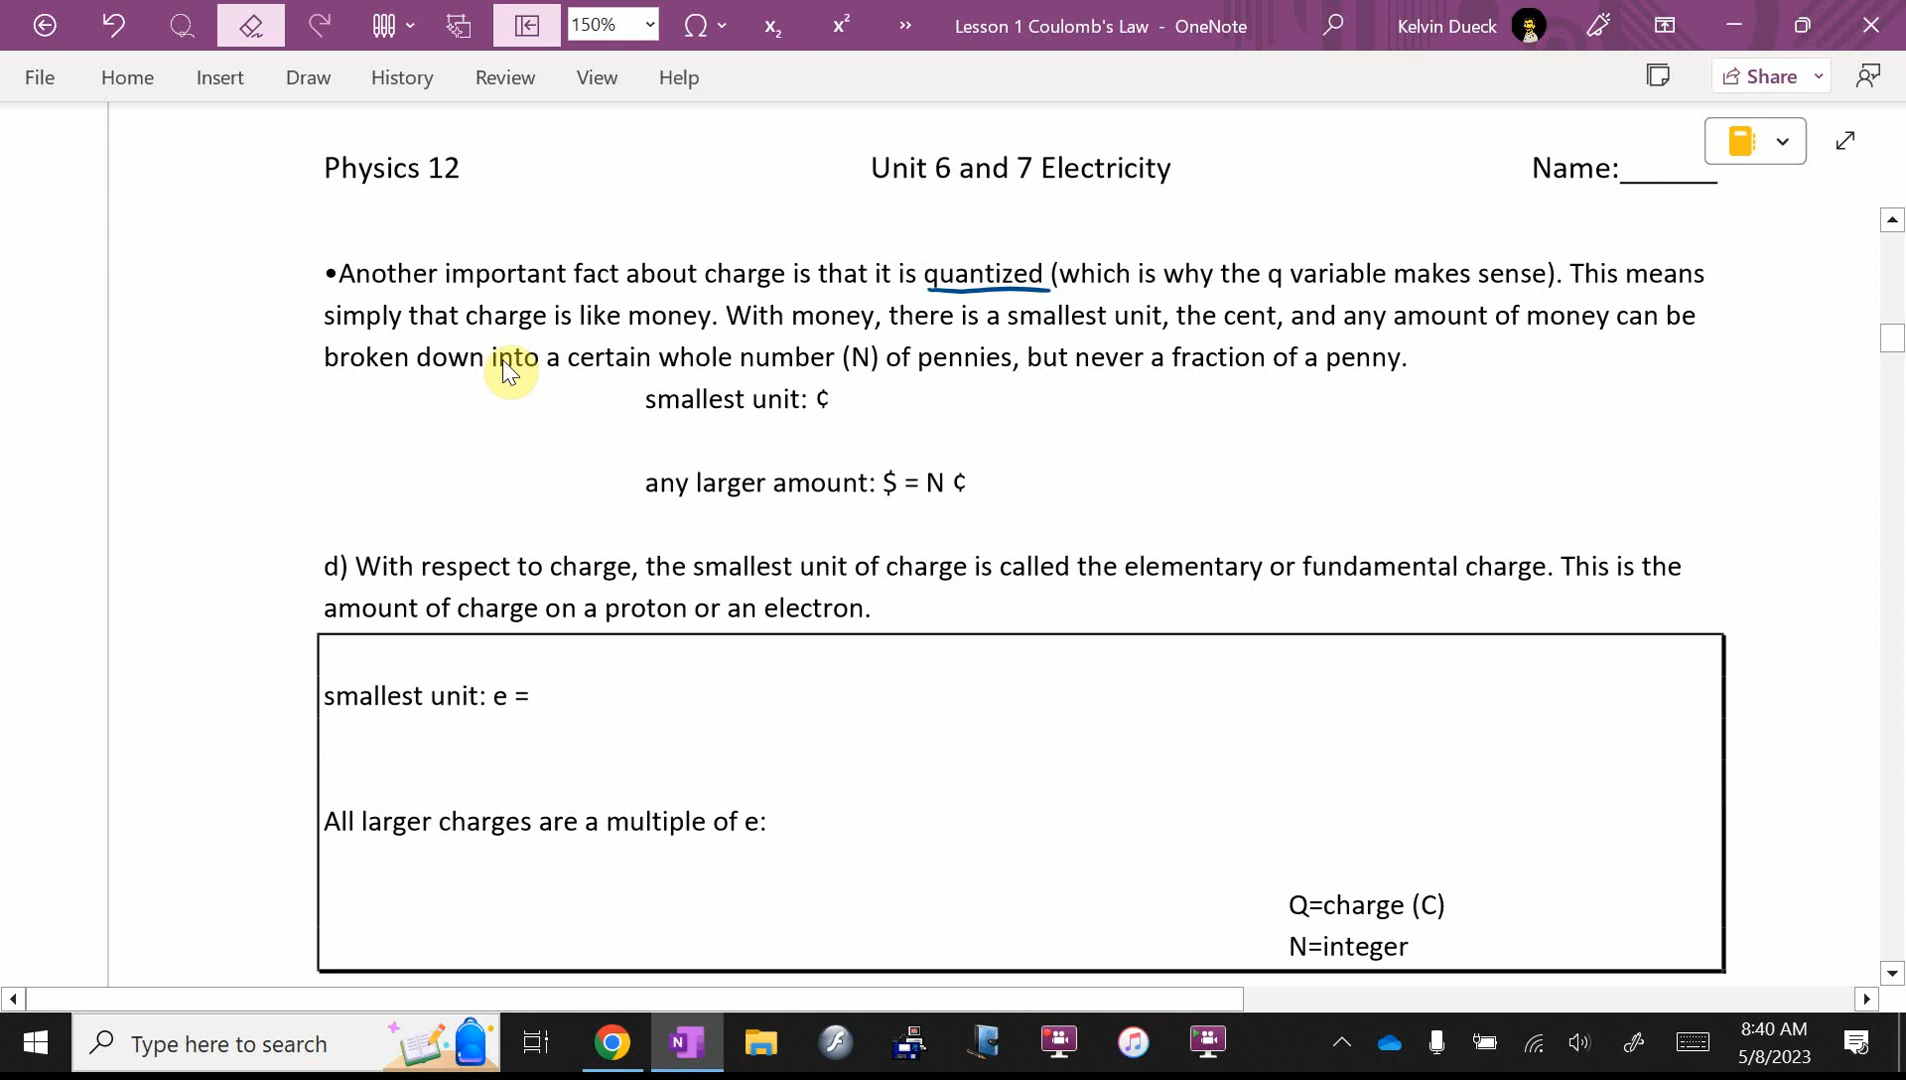 150%
Ω
x₂
x²
»
Lesson 1 Coulomb's Law - OneNote
Kelvin Dueck
File
Home
Insert
Draw
History
Review
View
Help
Share
Physics 12
Unit 6 and 7 Electricity
Name:______
•Another important fact about charge is that it is quantized (which is why the q variable makes sense). This means
simply that charge is like money. With money, there is a smallest unit, the cent, and any amount of money can be
broken down into a certain whole number (N) of pennies, but never a fraction of a penny.
smallest unit: ¢
any larger amount: $ = N ¢
d) With respect to charge, the smallest unit of charge is called the elementary or fundamental charge. This is the
amount of charge on a proton or an electron.
smallest unit: e =
All larger charges are a multiple of e:
Q=charge (C)
N=integer
Type here to search
8:40 AM
5/8/2023